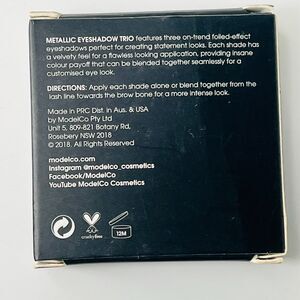 METALLIC EYESHADOW TRIO features three on-trend foiled-effect
eyeshadows perfect for creating statement looks. Each shade has
a velvety feel for a flawless looking application, providing insane
colour payoff that can be blended together seamlessly for a
customised eye look.
DIRECTIONS: Apply each shade alone or blend together from the
lash line towards the brow bone for a more intense look.
Made in PRC Dist. in Aus. & USA
by ModelCo Pty Ltd
Unit 5, 809-821 Botany Rd,
Rosebery NSW 2018
© 2018. All Rights Reserved
modelco.com
Instagram @modelco_cosmetics
Facebook/ModelCo
YouTube ModelCo Cosmetics
crueltyfree
12M